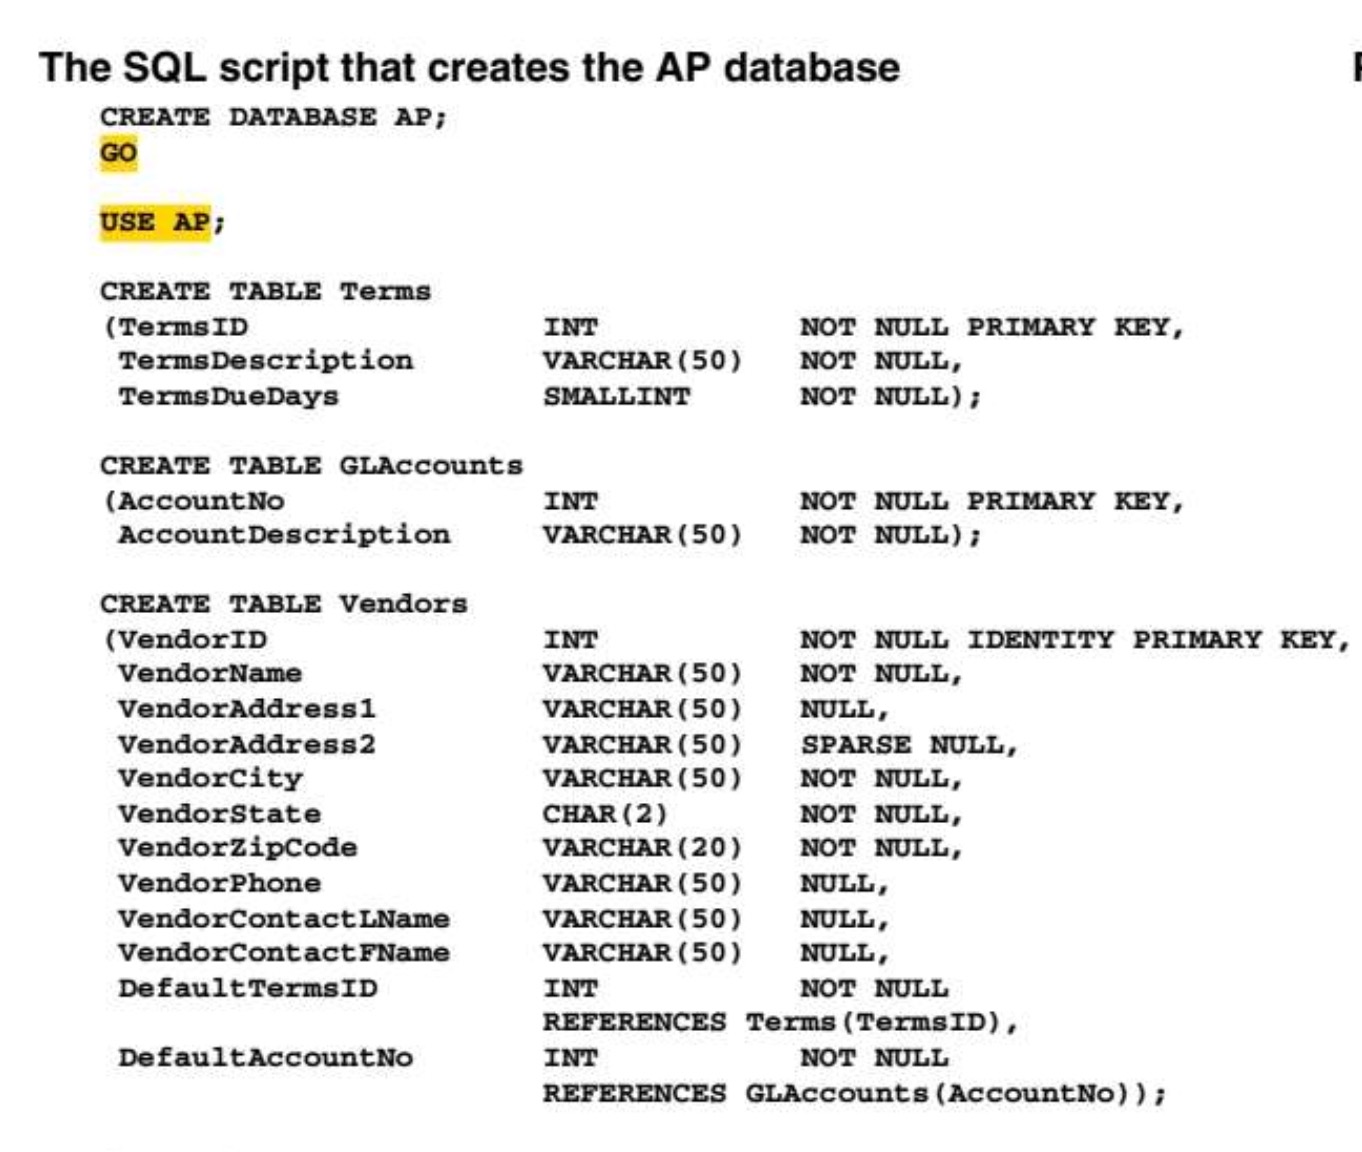 The SQL script that creates the AP database
CREATE DATABASE AP;
GO
USE AP;
CREATE TABLE Terms
(TermsID INT NOT NULL PRIMARY KEY,
TermsDescription VARCHAR(50) NOT NULL,
TermsDueDays SMALLINT NOT NULL);
CREATE TABLE GLAccounts
(AccountNo INT NOT NULL PRIMARY KEY,
AccountDescription VARCHAR(50) NOT NULL);
CREATE TABLE Vendors
(VendorID INT NOT NULL IDENTITY PRIMARY KEY,
VendorName VARCHAR(50) NOT NULL,
VendorAddress1 VARCHAR(50) NULL,
VendorAddress2 VARCHAR(50) SPARSE NULL,
VendorCity VARCHAR(50) NOT NULL,
VendorState CHAR(2) NOT NULL,
VendorZipCode VARCHAR(20) NOT NULL,
VendorPhone VARCHAR(50) NULL,
VendorContactLName VARCHAR(50) NULL,
VendorContactFName VARCHAR(50) NULL,
DefaultTermsID INT NOT NULL
REFERENCES Terms(TermsID),
DefaultAccountNo INT NOT NULL
REFERENCES GLAccounts(AccountNo));